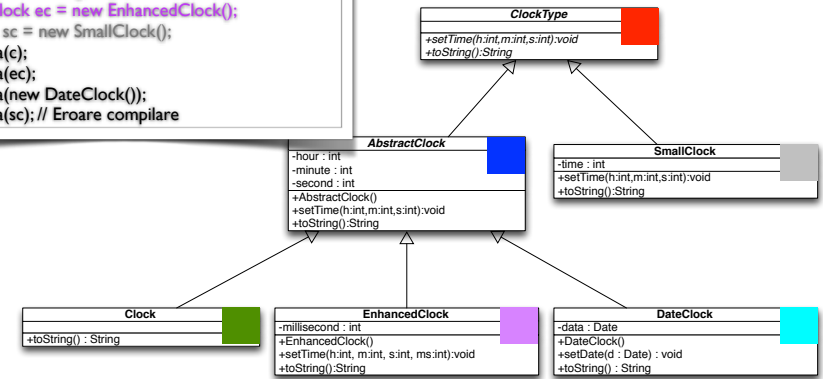 lock ec = new EnhancedClock();
sc = new SmallClock();
(c);
(ec);
(new DateClock());
(sc); // Eroare compilare
ClockType
+setTime(h:int,m:int,s:int):void
+toString():String
AbstractClock
-hour : int
-minute : int
-second : int
+AbstractClock()
+setTime(h:int,m:int,s:int):void
+toString():String
SmallClock
-time : int
+setTime(h:int,m:int,s:int):void
+toString():String
Clock
+toString() : String
EnhancedClock
-millisecond : int
+EnhancedClock()
+setTime(h:int, m:int, s:int, ms:int):void
+toString():String
DateClock
-data : Date
+DateClock()
+setDate(d : Date) : void
+toString() : String